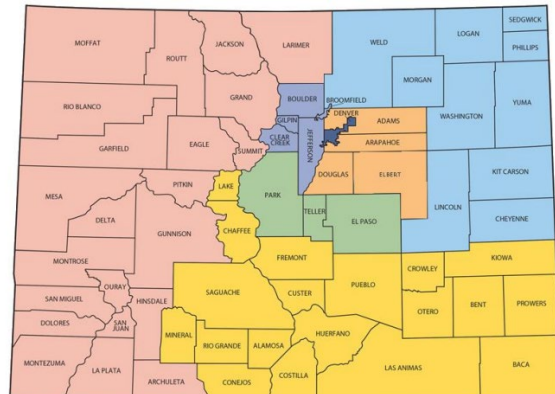 MOFFAT
ROUTT
JACKSON
LARIMER
WELD
LOGAN
SEDGWICK
PHILLIPS
MORGAN
RIO BLANCO
GRAND
BOULDER
BROOMFIELD
GILPIN
DENVER
ADAMS
WASHINGTON
YUMA
GARFIELD
EAGLE
SUMMIT
CLEAR
CREEK
JEFFERSON
ARAPAHOE
DOUGLAS
ELBERT
KIT CARSON
MESA
PITKIN
LAKE
PARK
TELLER
EL PASO
LINCOLN
CHEYENNE
DELTA
GUNNISON
CHAFFEE
FREMONT
CROWLEY
KIOWA
MONTROSE
OURAY
SAN MIGUEL
HINSDALE
SAGUACHE
CUSTER
PUEBLO
OTERO
BENT
PROWERS
DOLORES
SAN
JUAN
MINERAL
RIO GRANDE
ALAMOSA
HUERFANO
MONTEZUMA
LA PLATA
ARCHULETA
CONEJOS
COSTILLA
LAS ANIMAS
BACA